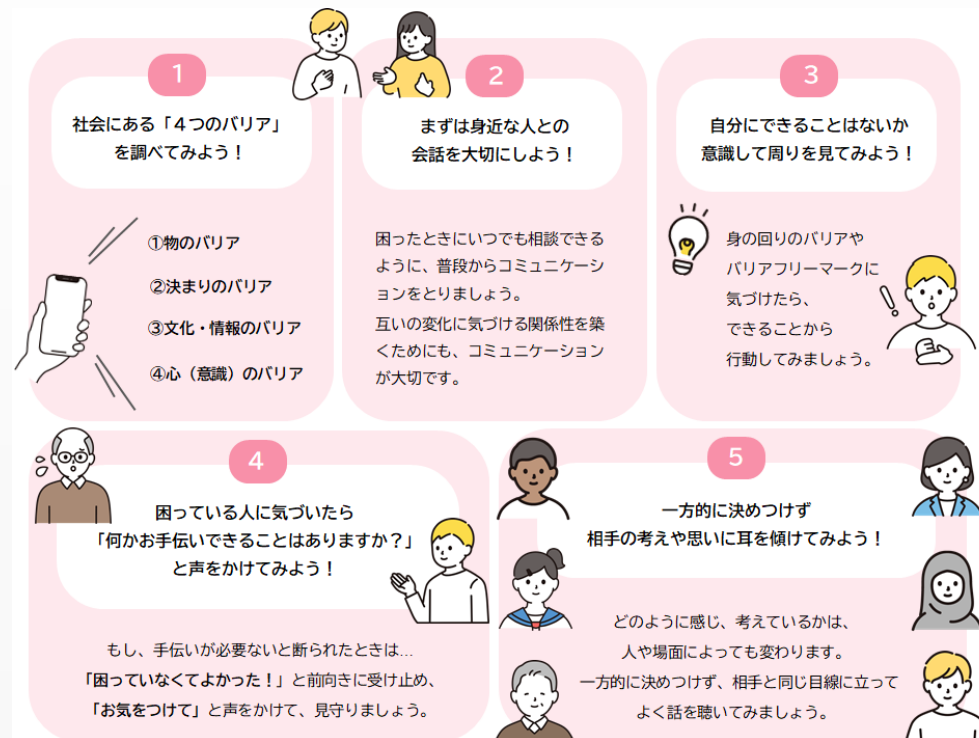 1
社会にある「４つのバリア」
を調べてみよう！
①物のバリア
②決まりのバリア
③文化・情報のバリア
④心（意識）のバリア
2
まずは身近な人との
会話を大切にしよう！
困ったときにいつでも相談できる
ように、普段からコミュニケーシ
ョンをとりましょう。
互いの変化に気づける関係性を築
くためにも、コミュニケーション
が大切です。
3
自分にできることはないか
意識して周りを見てみよう！
身の回りのバリアや
バリアフリーマークに
気づけたら、
できることから
行動してみましょう。
4
困っている人に気づいたら
「何かお手伝いできることはありますか？」
と声をかけてみよう！
もし、手伝いが必要ないと断られたときは…
「困っていなくてよかった！」と前向きに受け止め、
「お気をつけて」と声をかけて、見守りましょう。
5
一方的に決めつけず
相手の考えや思いに耳を傾けてみよう！
どのように感じ、考えているかは、
人や場面によっても変わります。
一方的に決めつけず、相手と同じ目線に立って
よく話を聴いてみましょう。